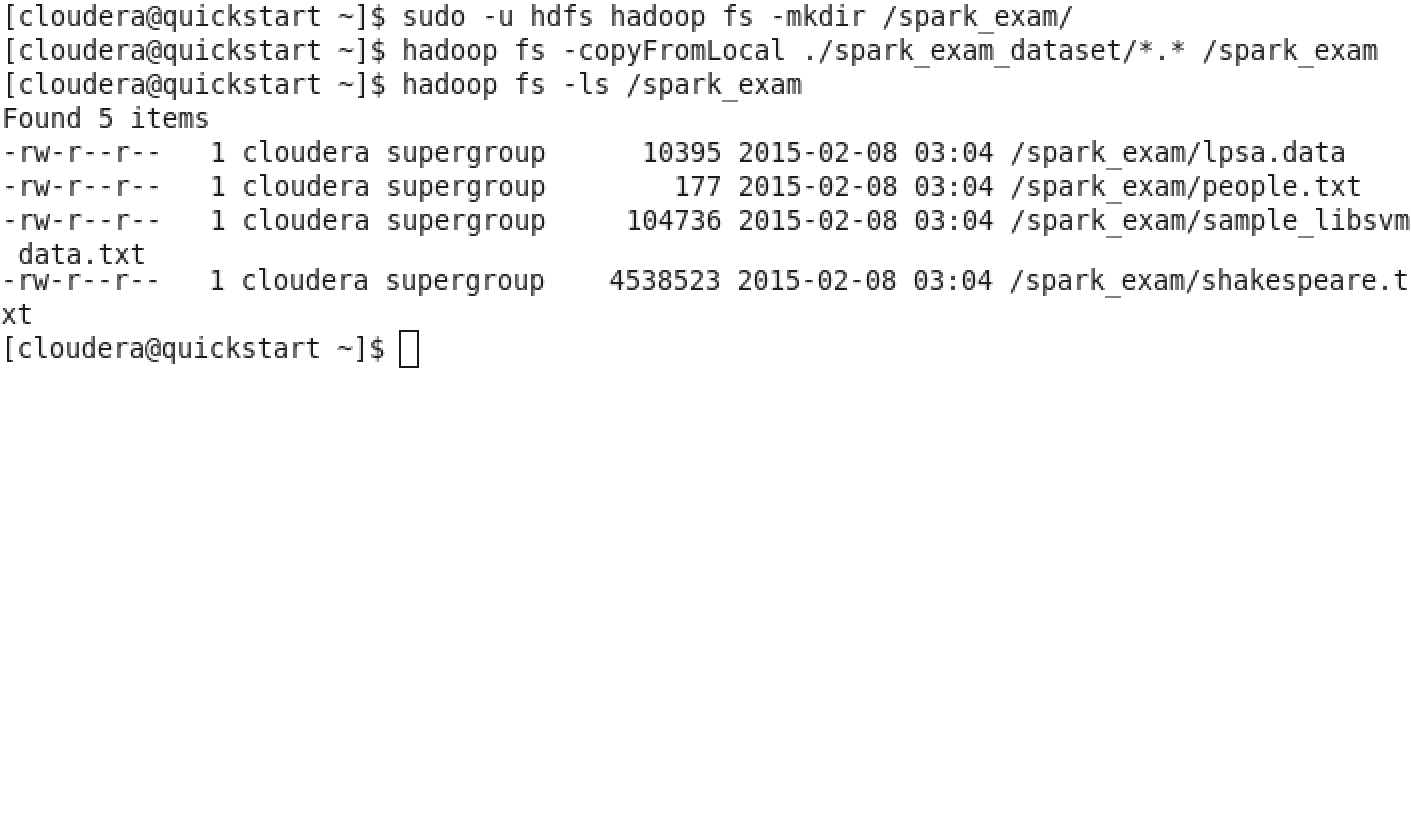 [cloudera@quickstart ~]$ sudo -u hdfs hadoop fs -mkdir /spark_exam/
[cloudera@quickstart ~]$ hadoop fs -copyFromLocal ./spark_exam_dataset/*.* /spark_exam
[cloudera@quickstart ~]$ hadoop fs -ls /spark_exam
Found 5 items
-rw-r--r--   1 cloudera supergroup      10395 2015-02-08 03:04 /spark_exam/lpsa.data
-rw-r--r--   1 cloudera supergroup        177 2015-02-08 03:04 /spark_exam/people.txt
-rw-r--r--   1 cloudera supergroup     104736 2015-02-08 03:04 /spark_exam/sample_libsvm
 data.txt
-rw-r--r--   1 cloudera supergroup    4538523 2015-02-08 03:04 /spark_exam/shakespeare.t
xt
[cloudera@quickstart ~]$